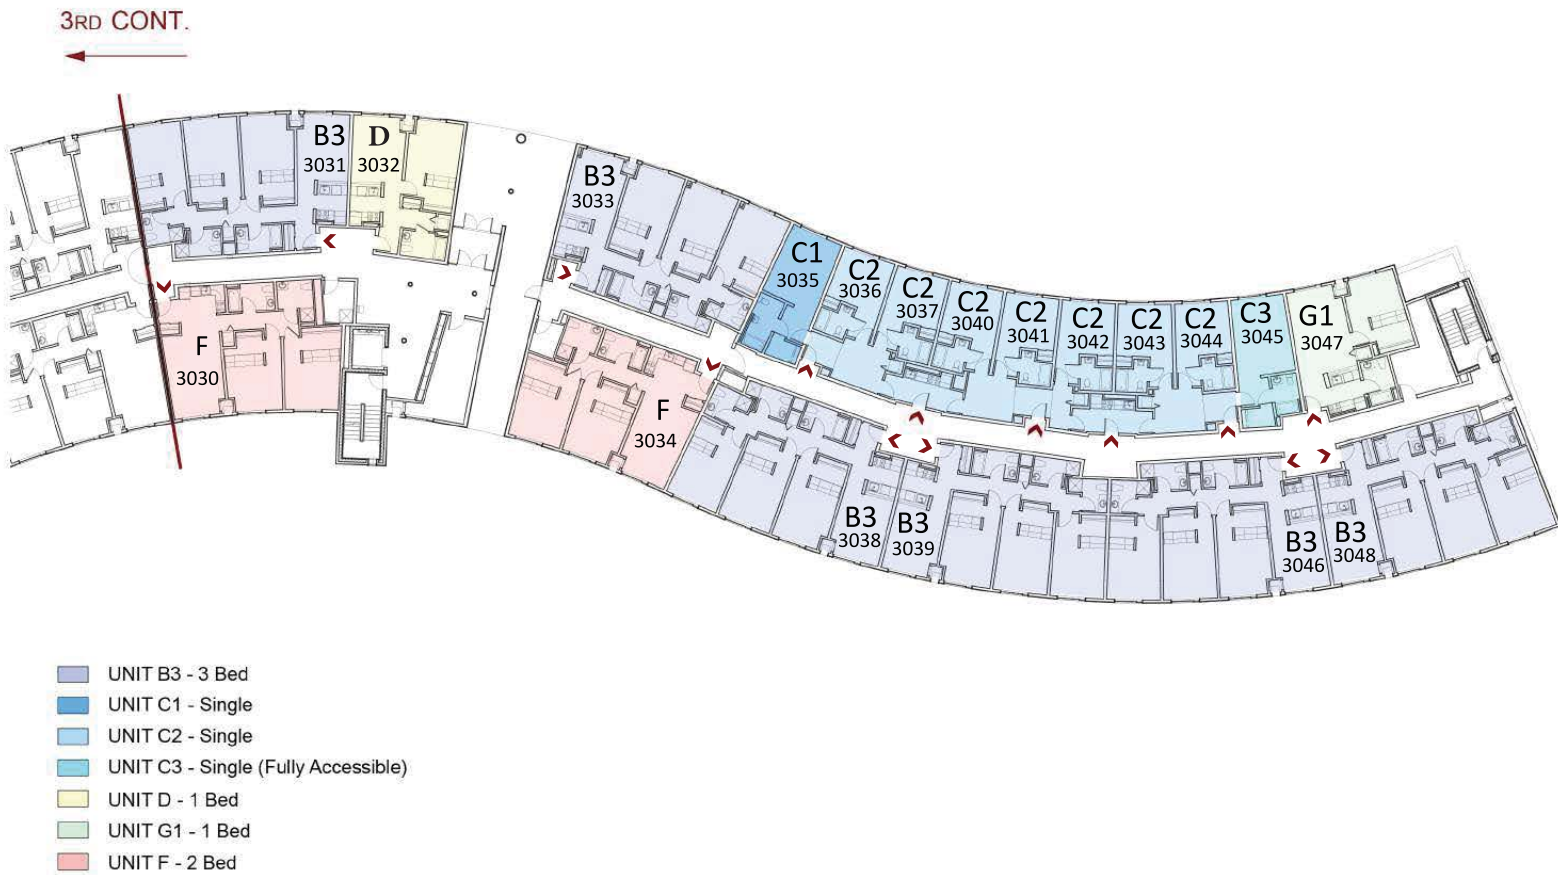 3RD CONT.
B3
3031
D
3032
B3
3033
C1
3035
C2
3036
C2
3037
C2
3040
C2
3041
C2
3042
C2
3043
C2
3044
C3
3045
G1
3047
F
3030
F
3034
B3
3038
B3
3039
B3
3046
B3
3048
UNIT B3 - 3 Bed
UNIT C1 - Single
UNIT C2 - Single
UNIT C3 - Single (Fully Accessible)
UNIT D - 1 Bed
UNIT G1 - 1 Bed
UNIT F - 2 Bed